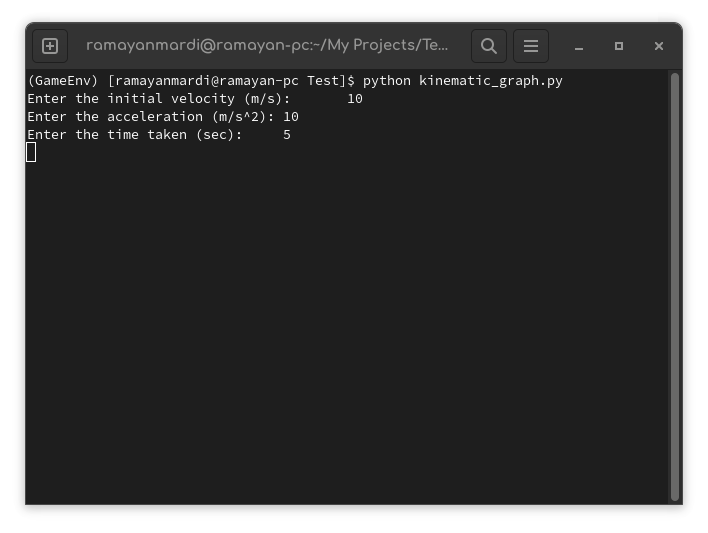 ramayanmardi@ramayan-pc:~/My Projects/Te...
(GameEnv) [ramayanmardi@ramayan-pc Test]$ python kinematic_graph.py
Enter the initial velocity (m/s):       10
Enter the acceleration (m/s^2): 10
Enter the time taken (sec):     5